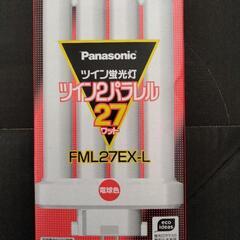 Panasonic
ツイン蛍光灯
ツイン2パラレル
27
ワット
FML27EX-L
電球色
eco
ideas